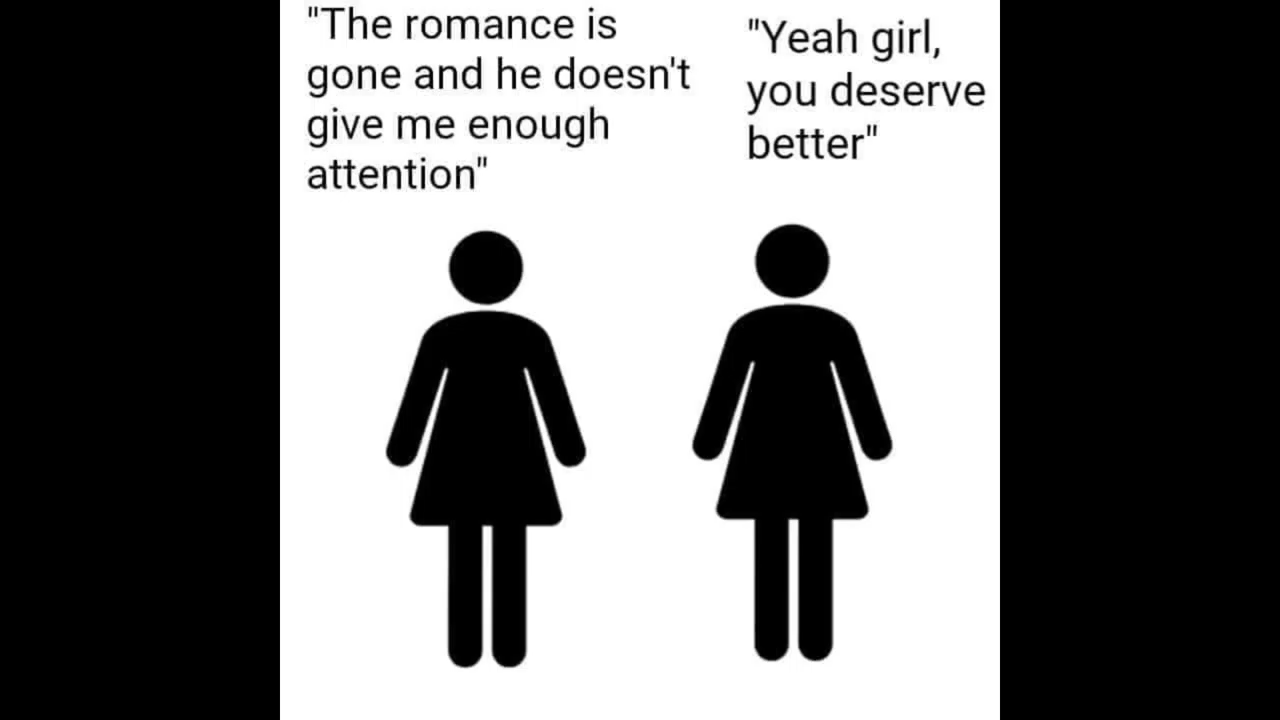 "The romance is
gone and he doesn't
give me enough
attention"
"Yeah girl,
you deserve
better"